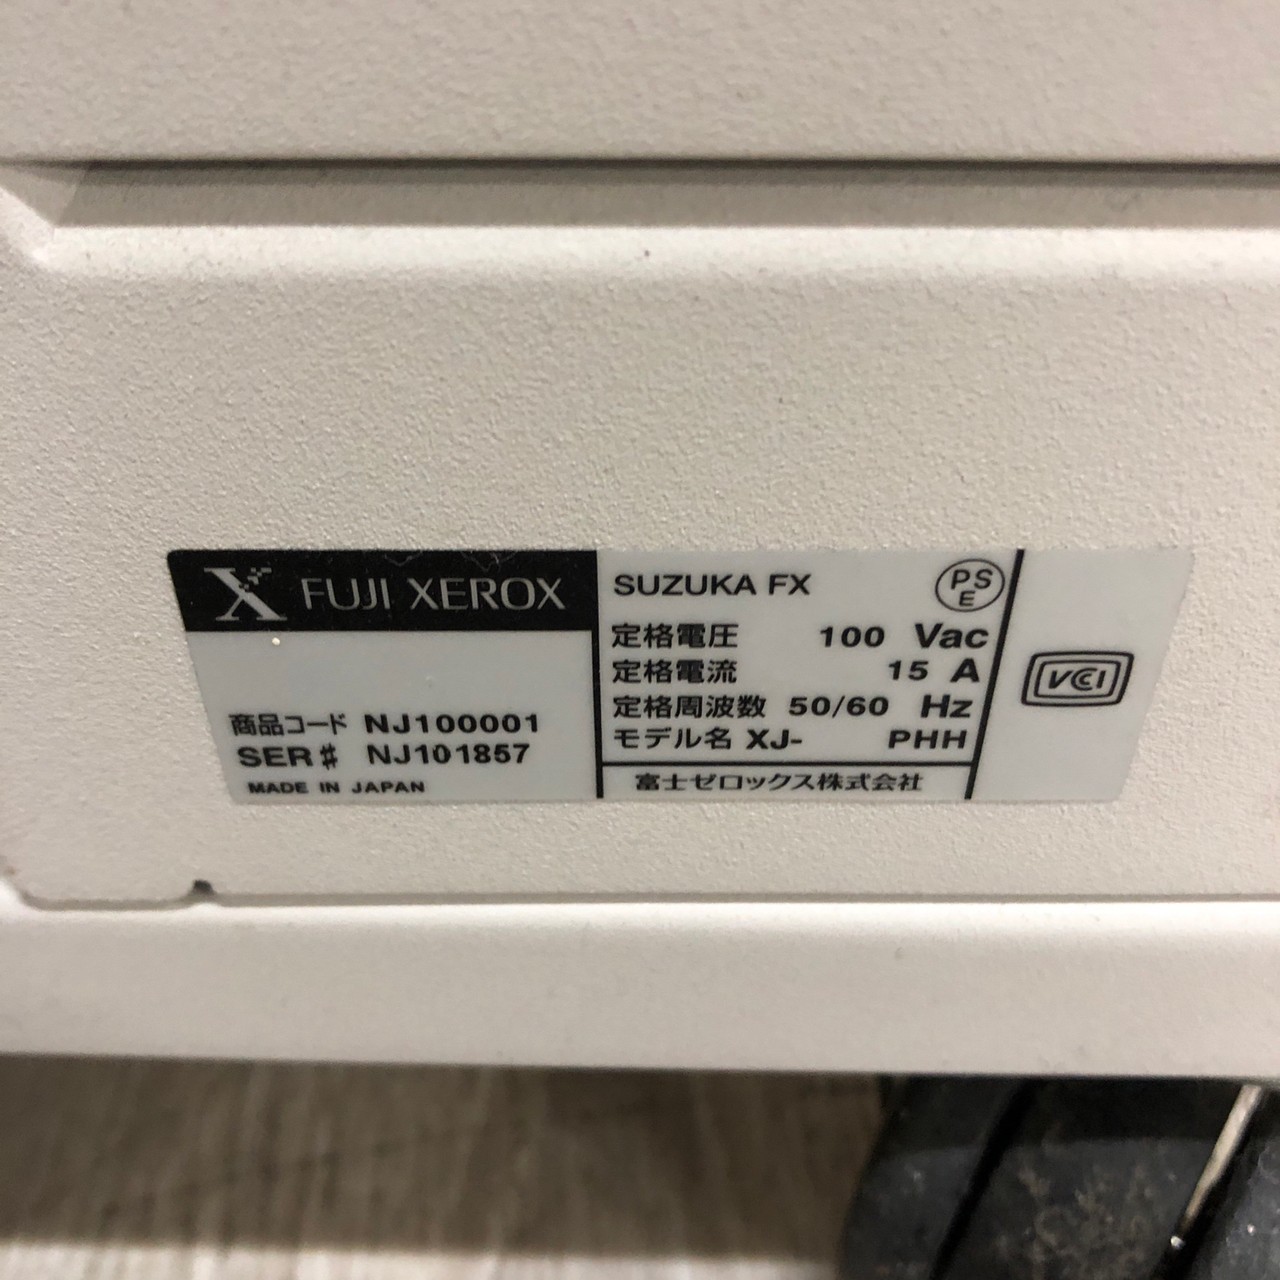 FUJI XEROX
商品コード NJ100001
SER# NJ101857
MADE IN JAPAN
SUZUKA FX
PSE
定格電圧 100 Vac
定格電流 15 A
定格周波数 50/60 Hz
モデル名 XJ- PHH
富士ゼロックス株式会社
VCCI